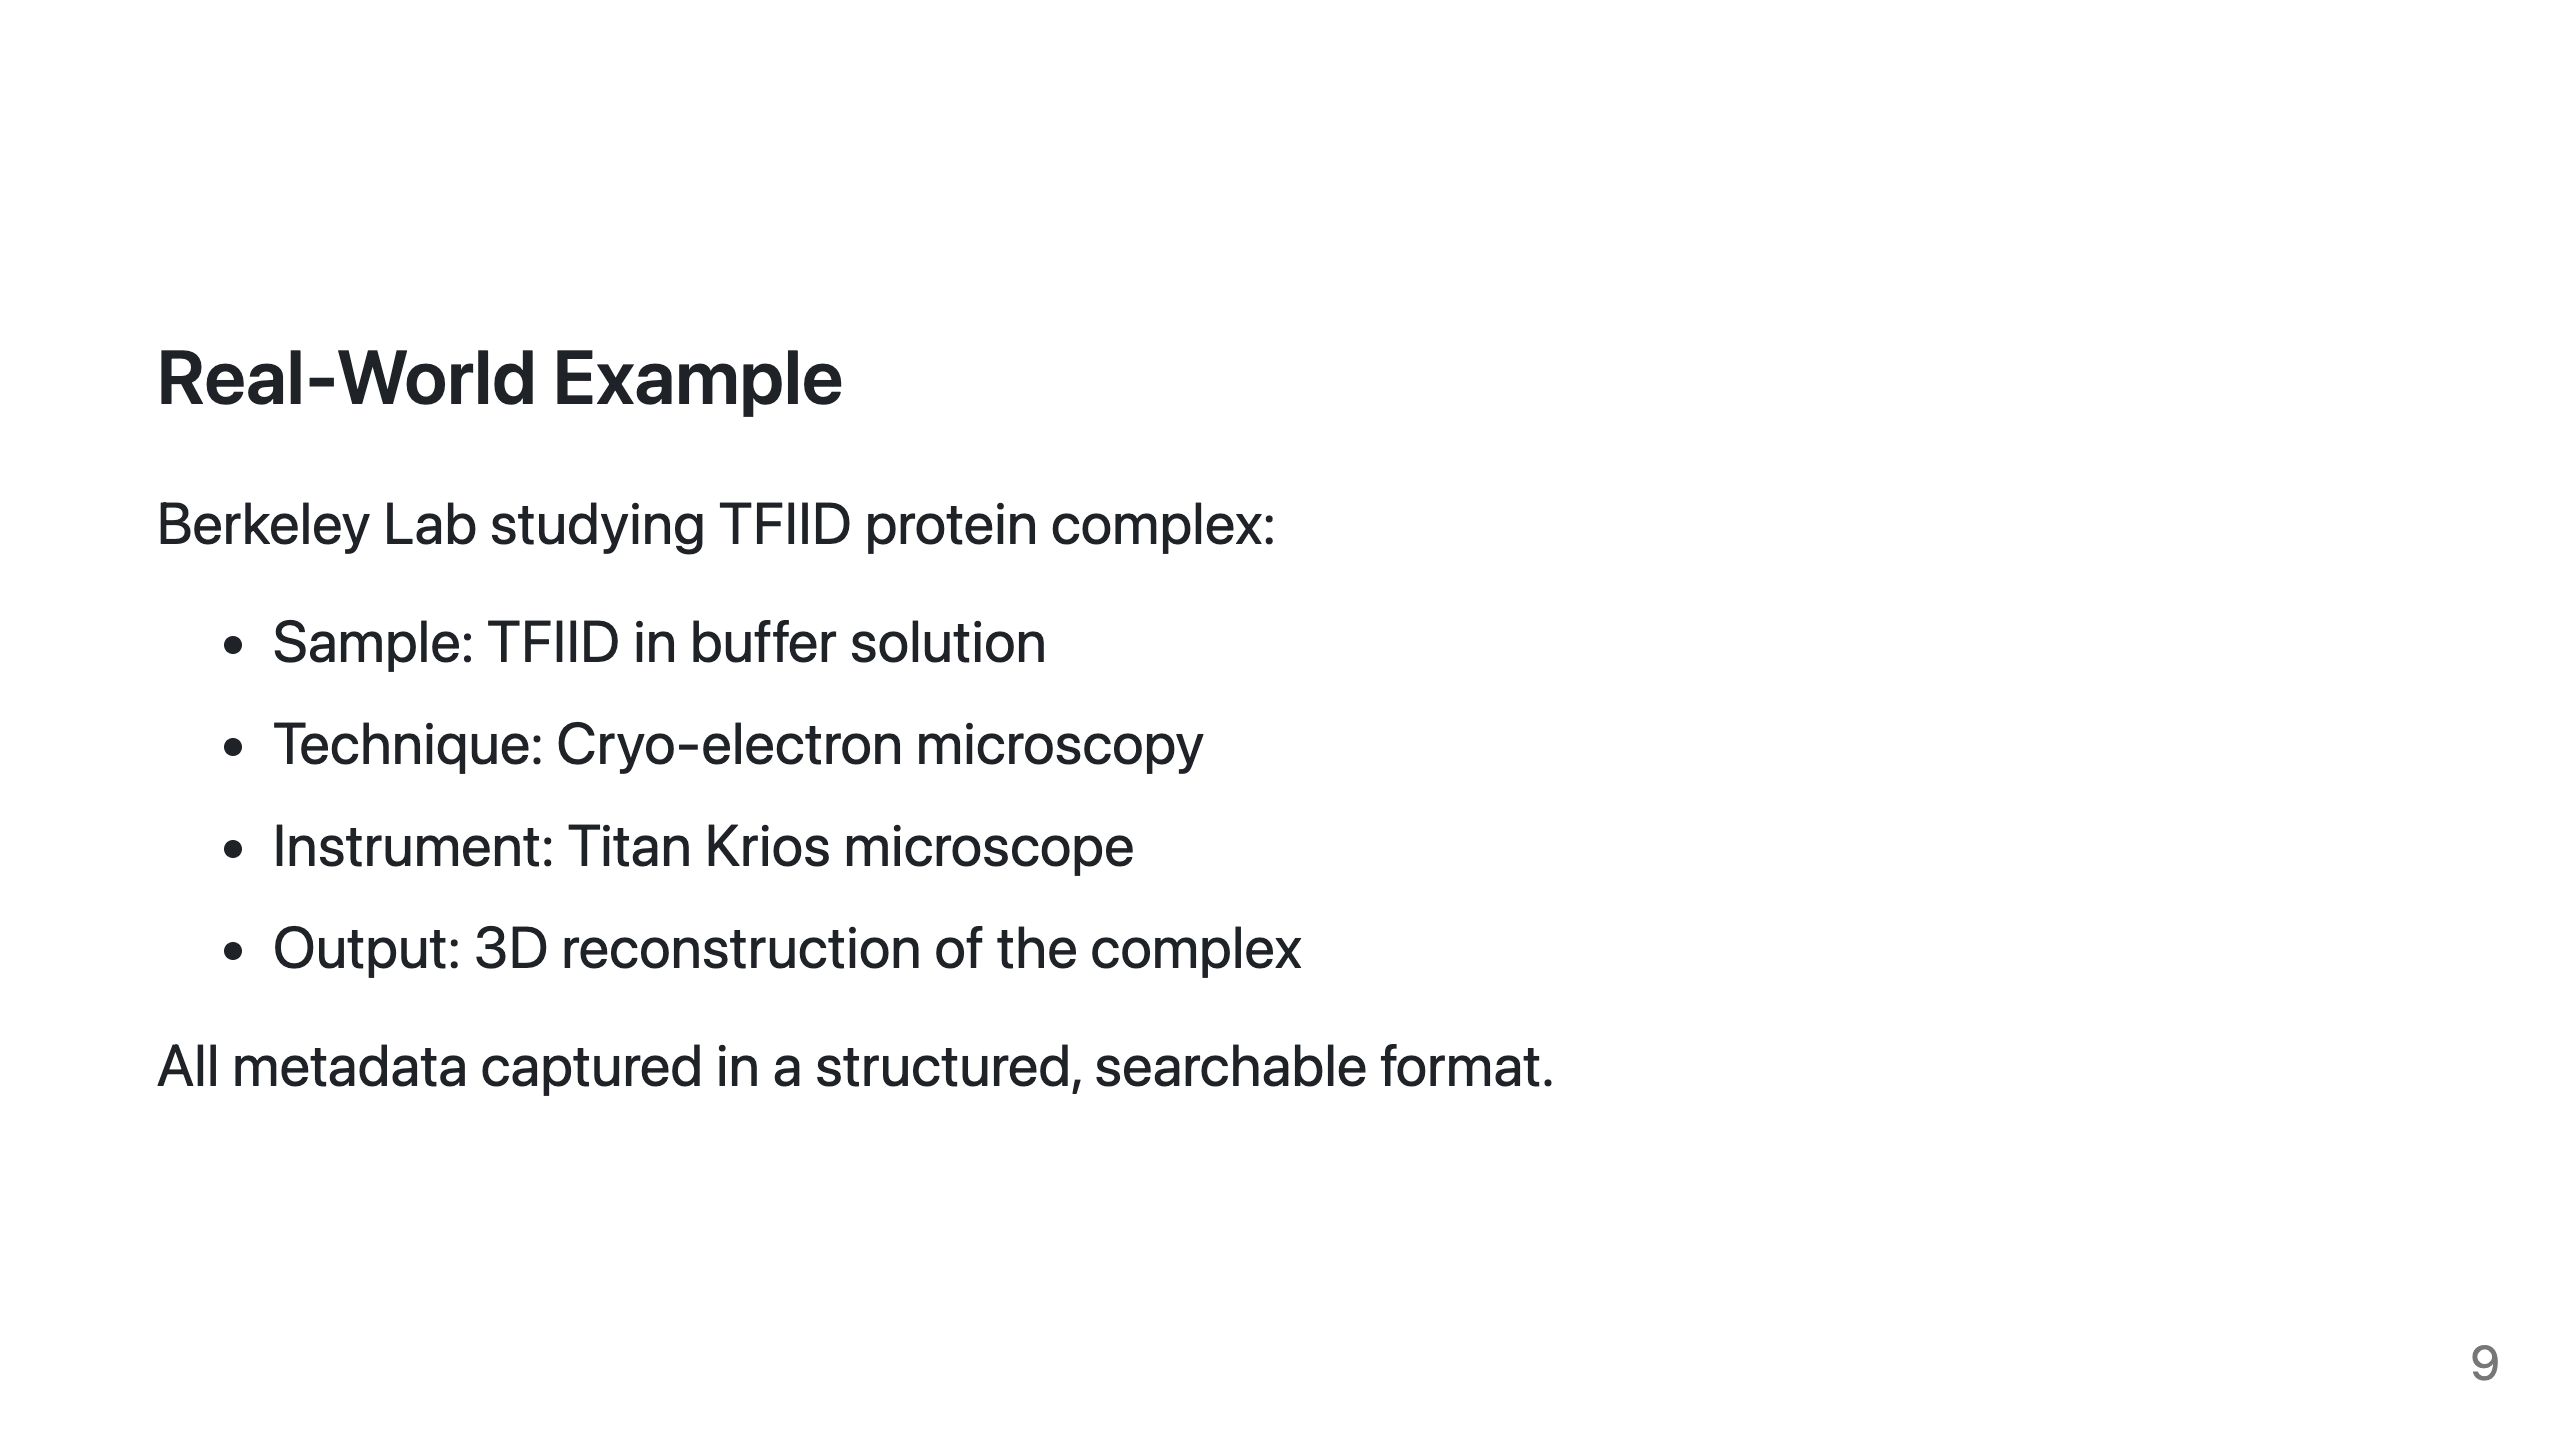 Real-World Example
Berkeley Lab studying TFIID protein complex:
• Sample: TFIID in buffer solution
• Technique: Cryo-electron microscopy
• Instrument: Titan Krios microscope
• Output: 3D reconstruction of the complex
All metadata captured in a structured, searchable format.
9